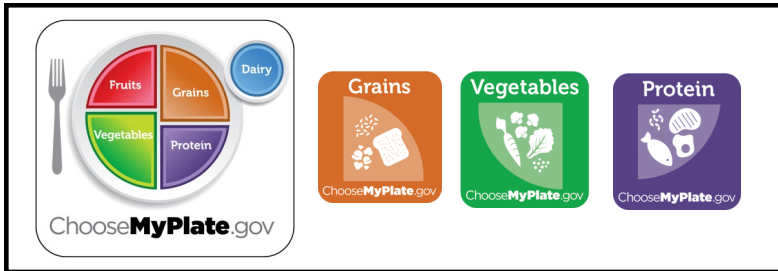 Fruits
Grains
Dairy
Vegetables
Protein
ChooseMyPlate.gov
Grains
ChooseMyPlate.gov
Vegetables
ChooseMyPlate.gov
Protein
ChooseMyPlate.gov